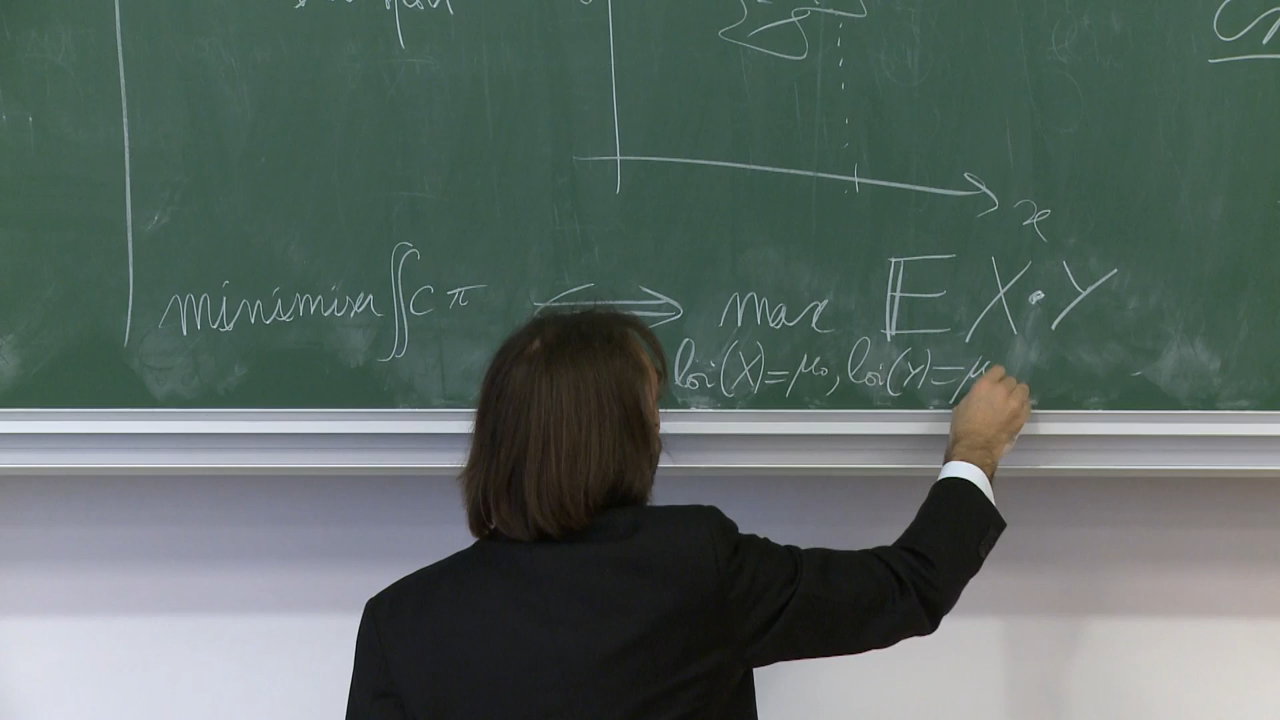 x
minimiser ∬ c π ⟺ max 𝔼 X · Y
loi(X) = μ₀, loi(Y) = μ